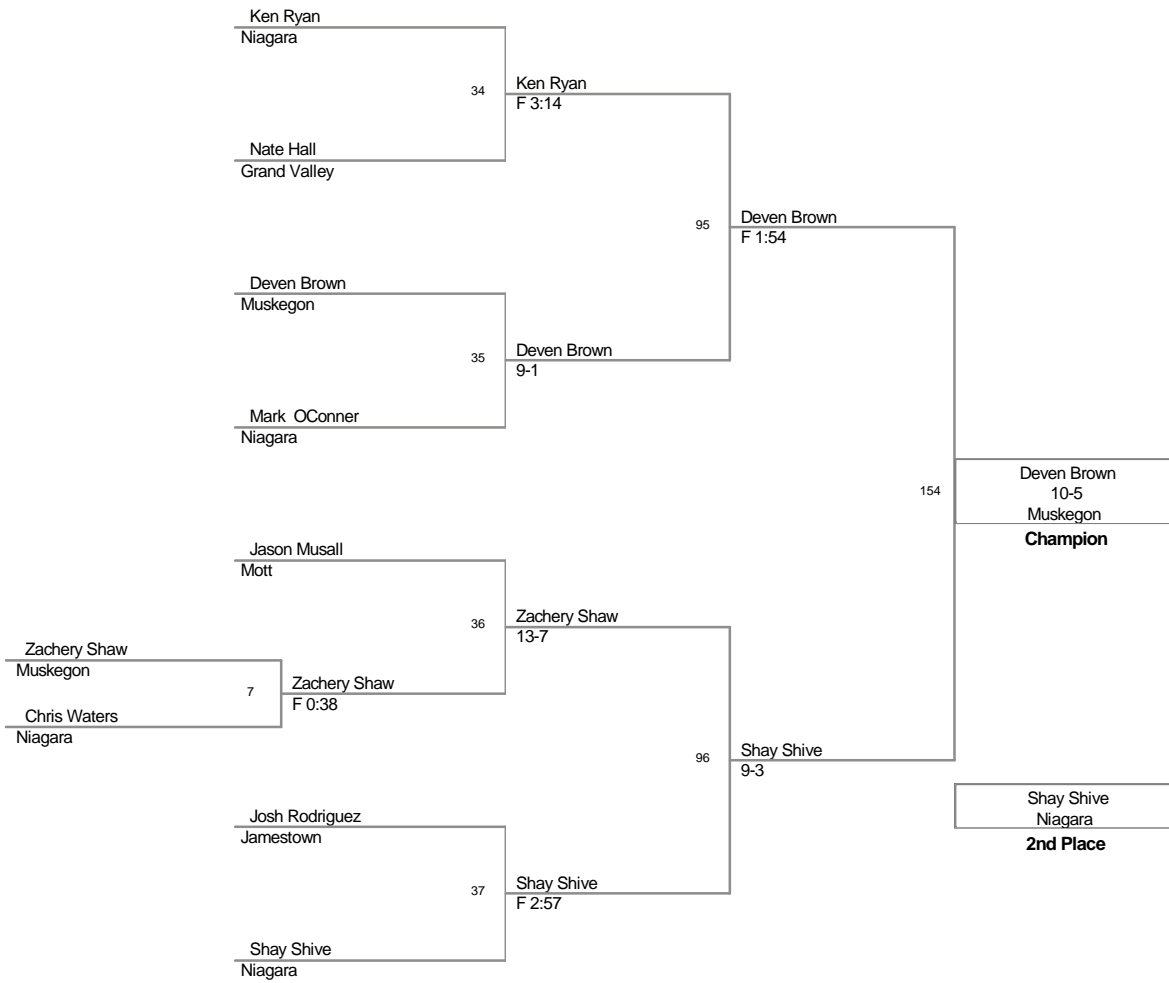 Ken Ryan
Niagara
34
Ken Ryan
F 3:14
Nate Hall
Grand Valley
95
Deven Brown
F 1:54
Deven Brown
Muskegon
35
Deven Brown
9-1
Mark  OConner
Niagara
154
Deven Brown
10-5
Muskegon
Champion
Jason Musall
Mott
36
Zachery Shaw
13-7
Zachery Shaw
Muskegon
7
Zachery Shaw
F 0:38
Chris Waters
Niagara
96
Shay Shive
9-3
Shay Shive
Niagara
2nd Place
Josh Rodriguez
Jamestown
37
Shay Shive
F 2:57
Shay Shive
Niagara